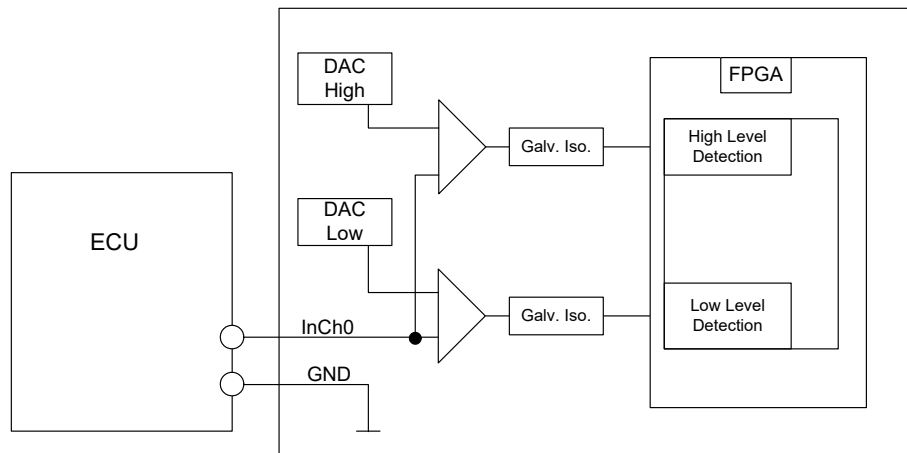 DAC
High
FPGA
Galv. Iso.
High Level
Detection
DAC
Low
ECU
Galv. Iso.
Low Level
Detection
InCh0
GND